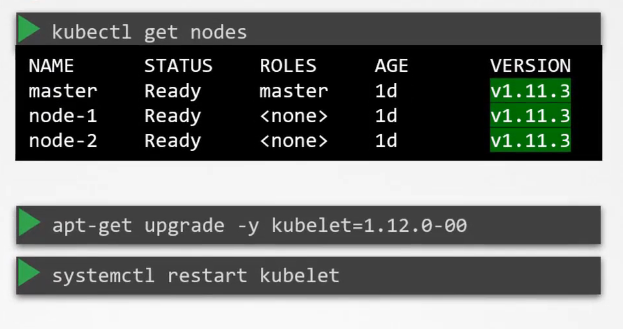 kubectl get nodes
NAME STATUS ROLES AGE VERSION
master Ready master 1d v1.11.3
node-1 Ready <none> 1d v1.11.3
node-2 Ready <none> 1d v1.11.3
apt-get upgrade -y kubelet=1.12.0-00
systemctl restart kubelet